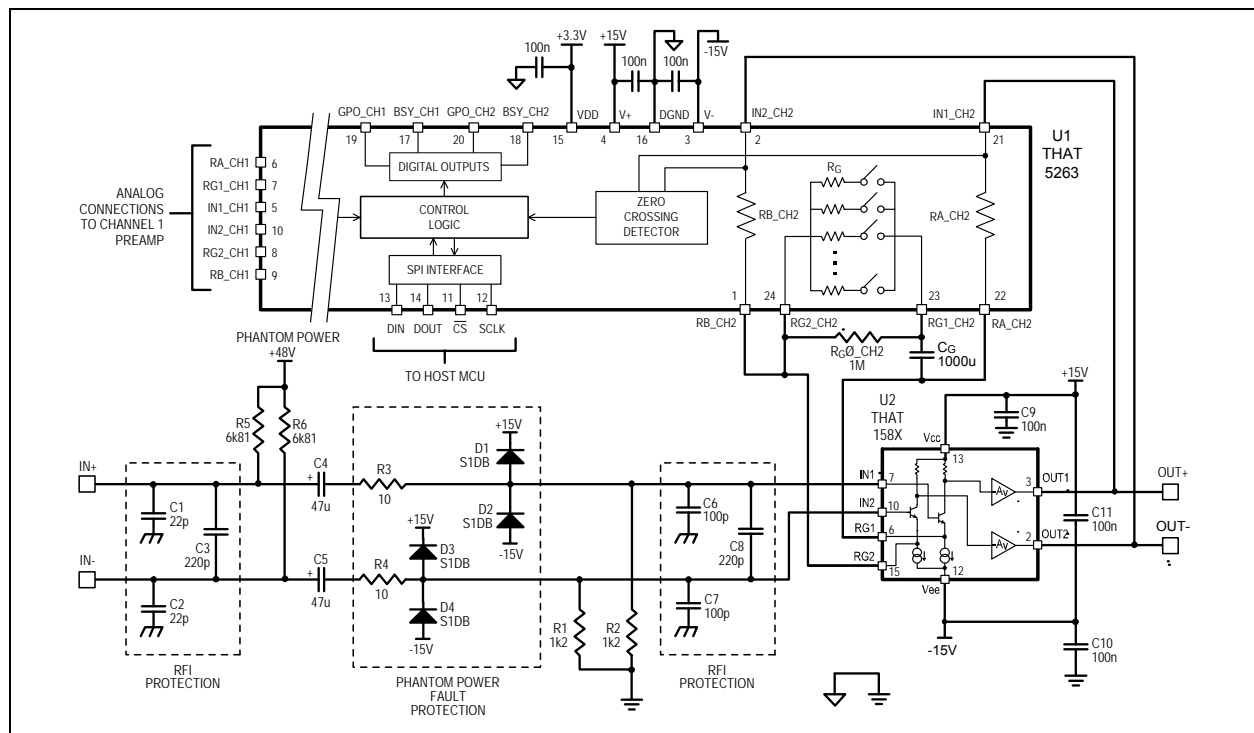 +3.3V
+15V
-15V
100n
100n
100n
GPO_CH1
BSY_CH1
GPO_CH2
BSY_CH2
VDD
V+
DGND
V-
IN2_CH2
IN1_CH2
19
17
20
18
15
4
16
3
2
21
U1
THAT
5263
ANALOG
CONNECTIONS
TO CHANNEL 1
PREAMP
RA_CH1
6
RG1_CH1
7
IN1_CH1
5
IN2_CH1
10
RG2_CH1
8
RB_CH1
9
DIGITAL OUTPUTS
CONTROL
LOGIC
SPI INTERFACE
ZERO
CROSSING
DETECTOR
RB_CH2
RG
RA_CH2
13
14
11
12
DIN
DOUT
CS
SCLK
TO HOST MCU
1
24
23
22
RB_CH2
RG2_CH2
RG1_CH2
RA_CH2
RGØ_CH2
1M
CG
1000u
PHANTOM POWER
+48V
R5
6k81
R6
6k81
IN+
IN-
C1
22p
C2
22p
C3
220p
RFI
PROTECTION
C4
47u
C5
47u
R3
10
R4
10
+15V
D1
S1DB
D2
S1DB
-15V
+15V
D3
S1DB
D4
S1DB
-15V
PHANTOM POWER
FAULT
PROTECTION
R1
1k2
R2
1k2
C6
100p
C7
100p
C8
220p
RFI
PROTECTION
U2
THAT
158X
+15V
C9
100n
Vcc
13
IN1
7
IN2
10
RG1
6
RG2
15
Av
Av
3
OUT1
2
OUT2
12
Vee
-15V
OUT+
OUT-
C11
100n
C10
100n